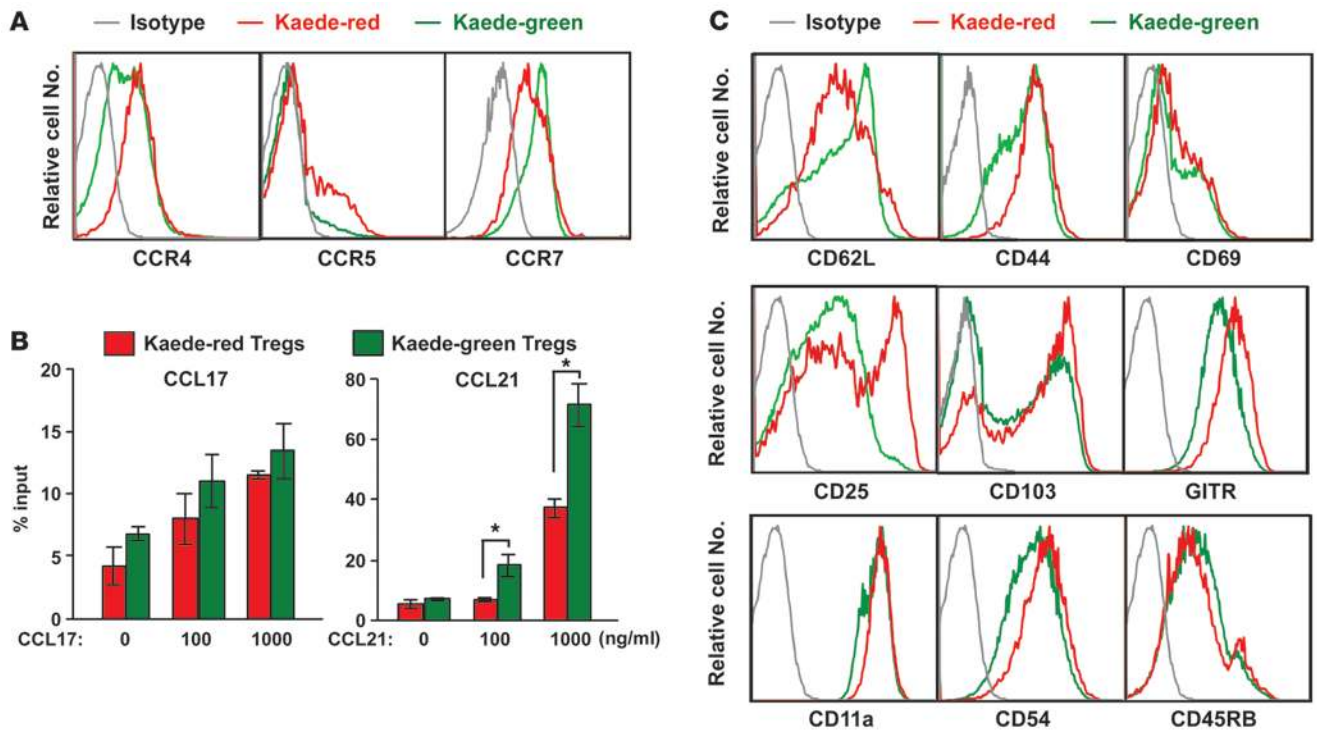 A
Isotype Kaede-red Kaede-green
Relative cell No.
CCR4 CCR5 CCR7
B
Kaede-red Tregs Kaede-green Tregs
CCL17 CCL21
% input
20
15
10
5
0
80
60
40
20
0
CCL17: 0 100 1000
CCL21: 0 100 1000 (ng/ml)
*
*
C
Isotype Kaede-red Kaede-green
Relative cell No.
CD62L CD44 CD69
Relative cell No.
CD25 CD103 GITR
Relative cell No.
CD11a CD54 CD45RB